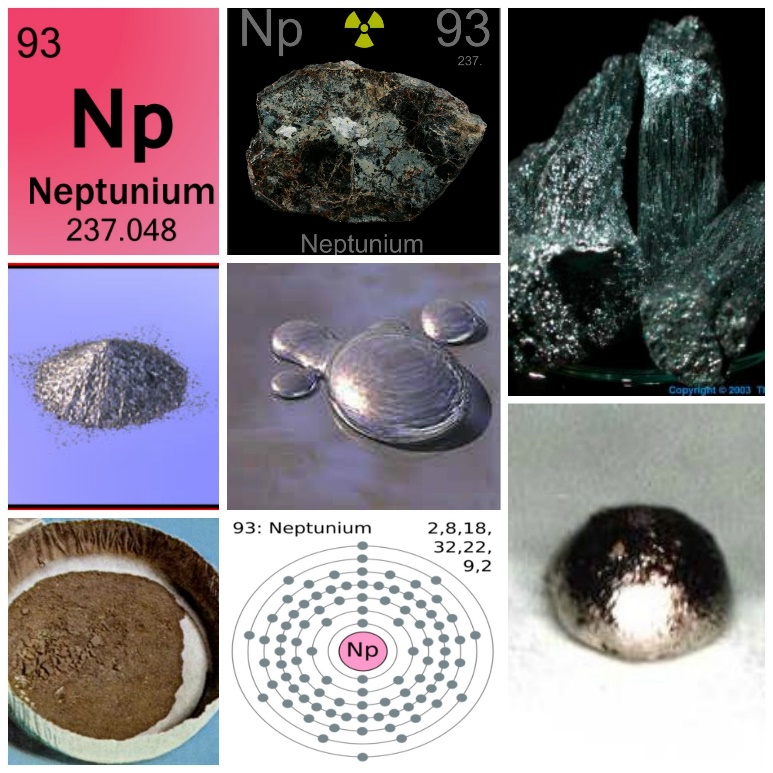 93
Np
Neptunium
237.048
Np 93
237.
Neptunium
Copyright © 2003
93: Neptunium
2,8,18,
32,22,
9,2
Np